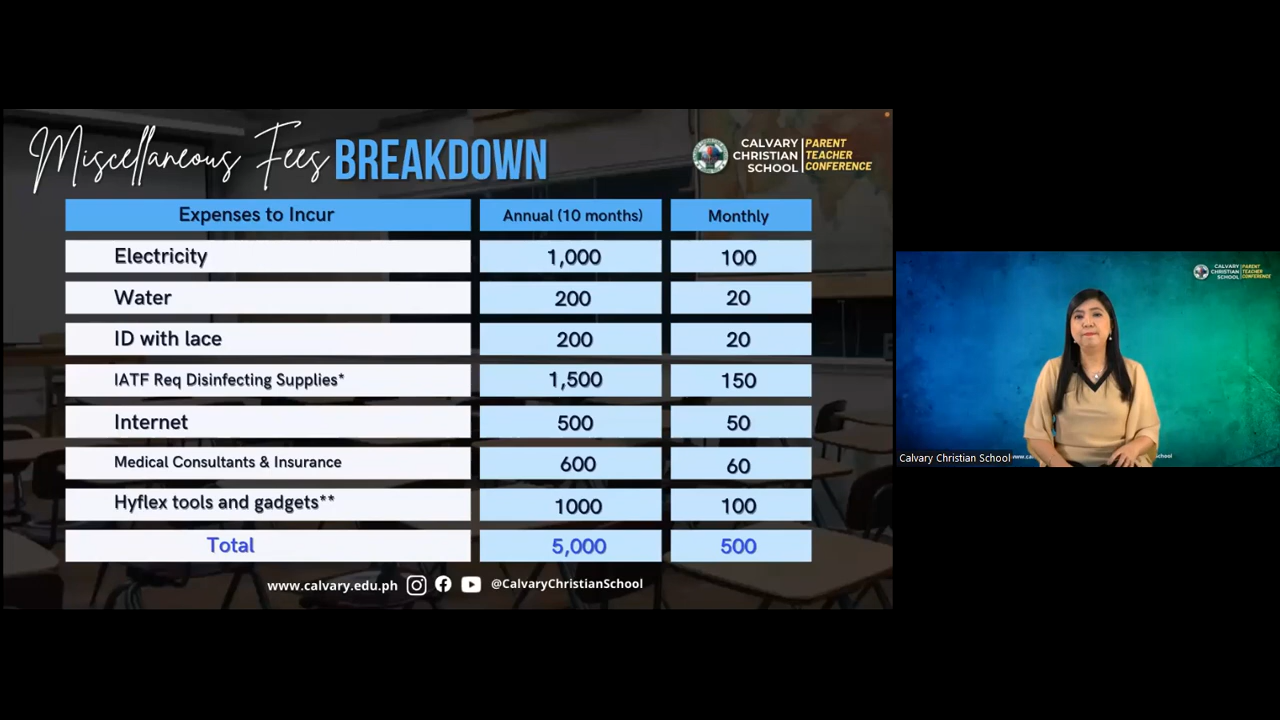 Miscellaneous Fees BREAKDOWN
CALVARY CHRISTIAN SCHOOL
PARENT TEACHER CONFERENCE
Expenses to Incur Annual (10 months) Monthly
Electricity 1,000 100
Water 200 20
ID with lace 200 20
IATF Req Disinfecting Supplies* 1,500 150
Internet 500 50
Medical Consultants & Insurance 600 60
Hyflex tools and gadgets** 1000 100
Total 5,000 500
www.calvary.edu.ph @CalvaryChristianSchool
CALVARY CHRISTIAN SCHOOL
PARENT TEACHER CONFERENCE
Calvary Christian School